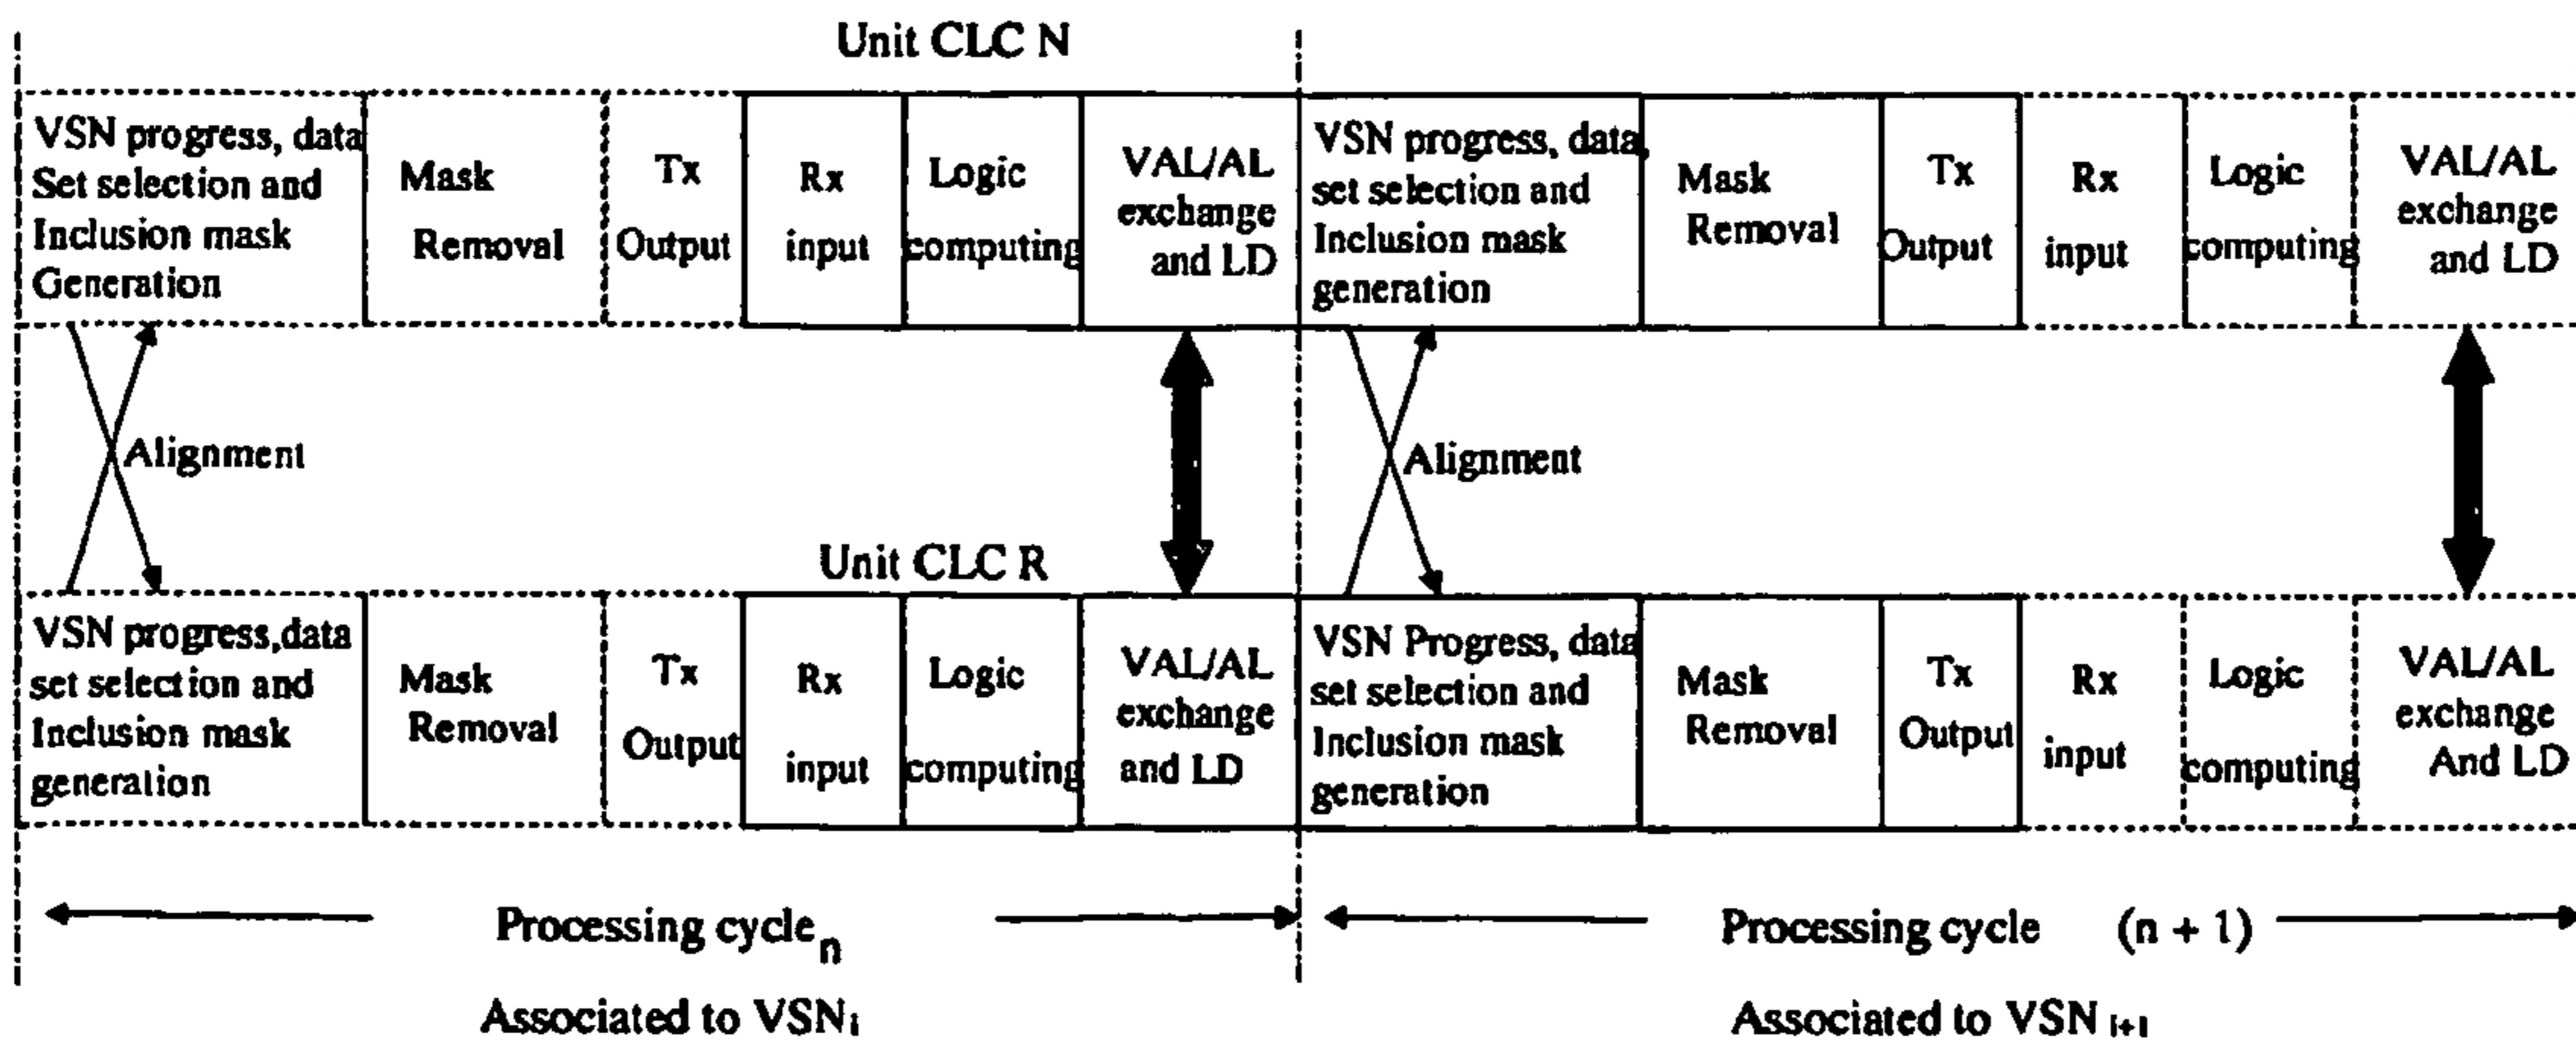 Unit CLC N
VSN progress, data
Set selection and
Inclusion mask
Generation
Mask
Removal
Tx
Output
Rx
input
Logic
computing
VAL/AL
exchange
and LD
VSN progress, data,
set selection and
Inclusion mask
generation
Mask
Removal
Tx
Output
Rx
input
Logic
computing
VAL/AL
exchange
and LD
Alignment
Alignment
Unit CLC R
VSN progress,data
set selection and
Inclusion mask
generation
Mask
Removal
Tx
Output
Rx
input
Logic
computing
VAL/AL
exchange
and LD
VSN Progress, data
set selection and
Inclusion mask
generation
Mask
Removal
Tx
Output
Rx
input
Logic
computing
VAL/AL
exchange
And LD
Processing cycle n
Associated to VSN i
Processing cycle (n + 1)
Associated to VSN i+1